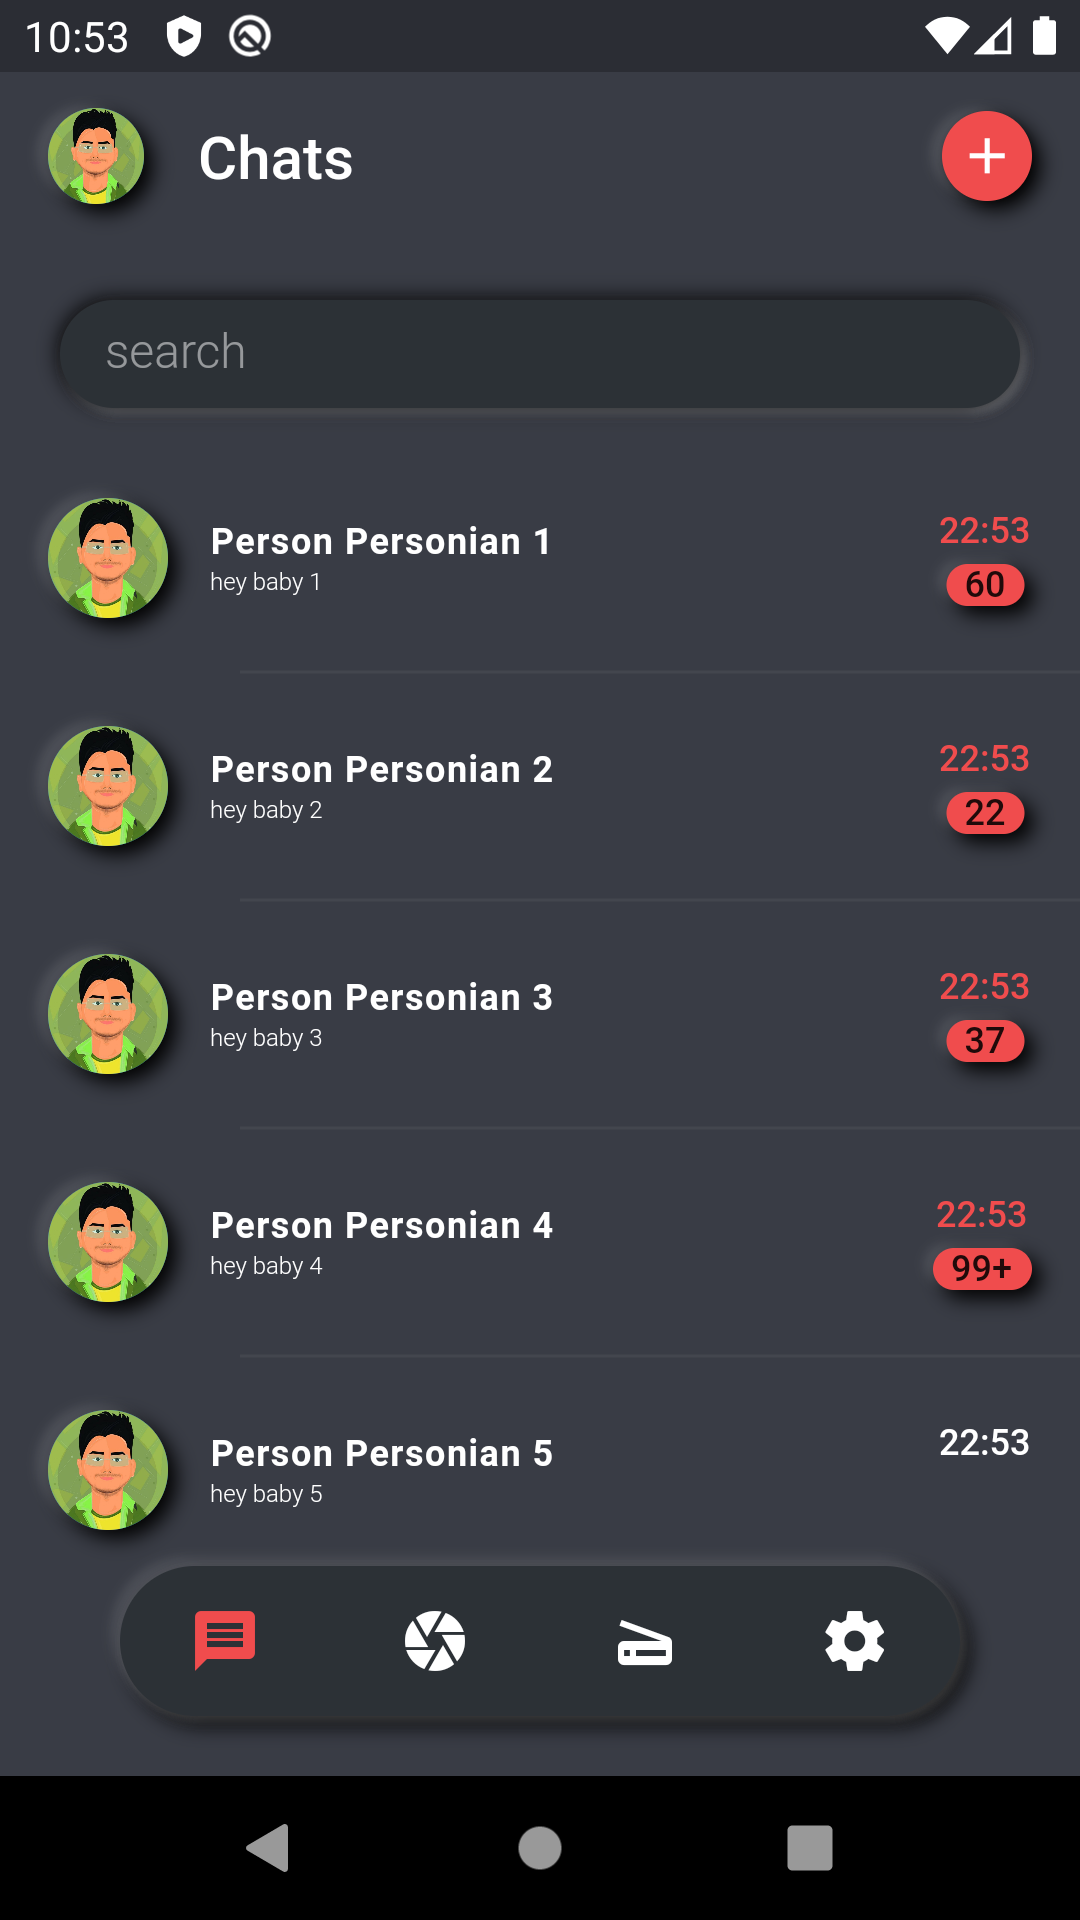 10:53
Chats
search
Person Personian 1
hey baby 1
22:53
60
Person Personian 2
hey baby 2
22:53
22
Person Personian 3
hey baby 3
22:53
37
Person Personian 4
hey baby 4
22:53
99+
Person Personian 5
hey baby 5
22:53